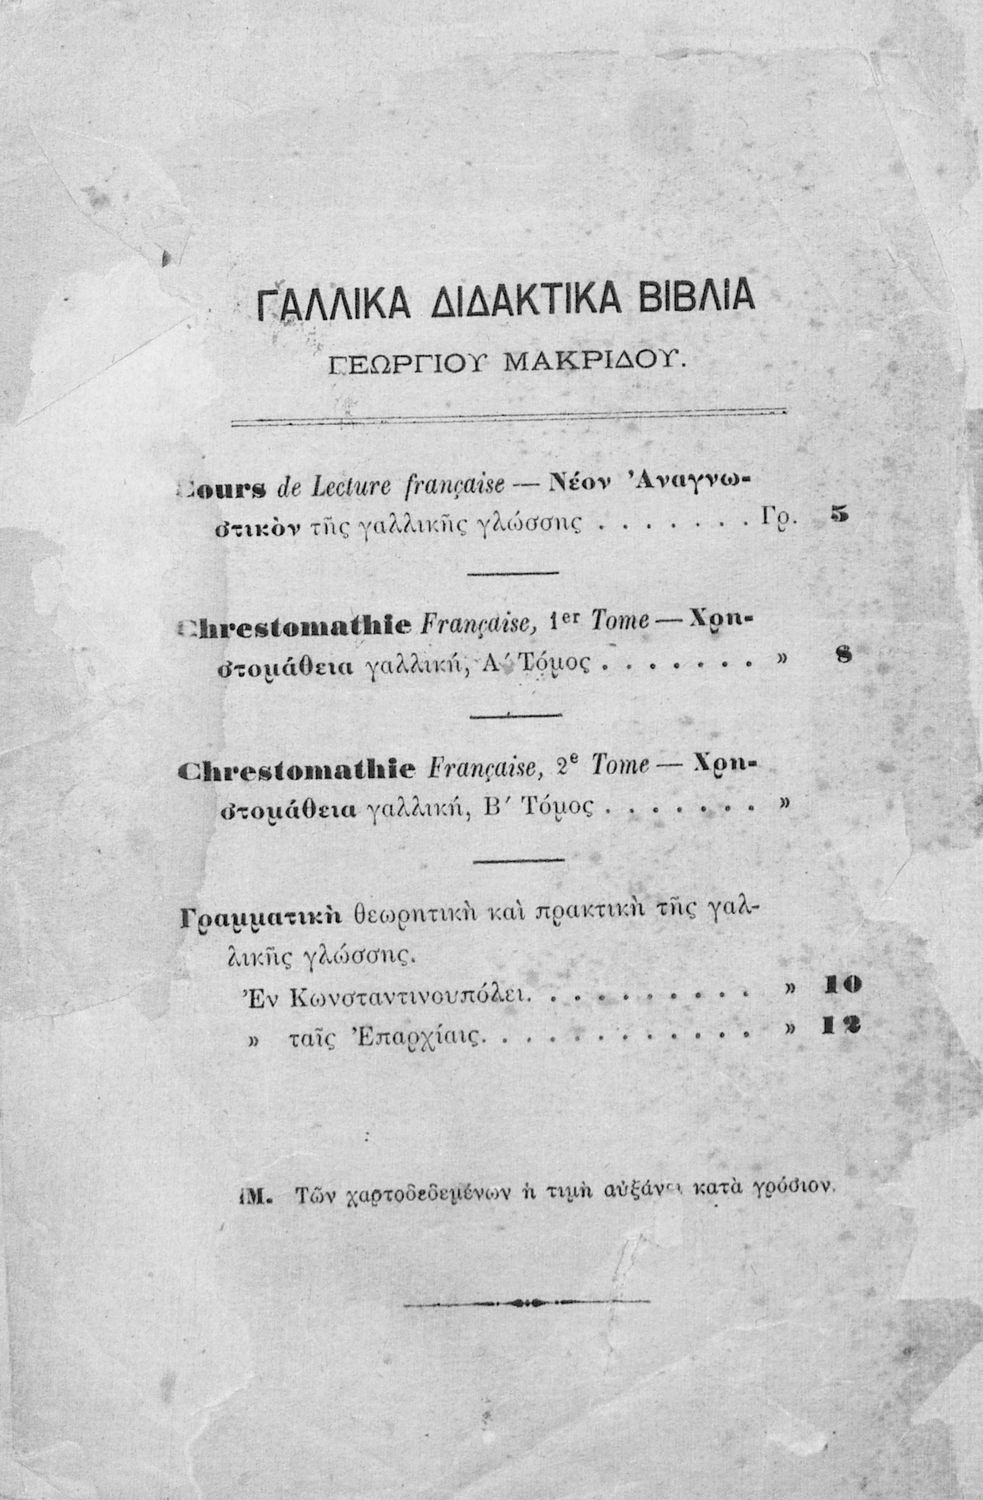 ΓΑΛΛΙΚΑ ΔΙΔΑΚΤΙΚΑ ΒΙΒΛΙΑ
ΓΕΩΡΓΙΟΥ ΜΑΚΡΙΔΟΥ.
Cours de Lecture française — Νέον Ἀναγνω-
στικὸν τῆς γαλλικῆς γλώσσης . . . . . . . Γρ. 5
Chrestomathie Française, 1er Tome — Χρη-
στομάθεια γαλλική, Α΄ Τόμος . . . . . . . » 8
Chrestomathie Française, 2e Tome — Χρη-
στομάθεια γαλλική, Β΄ Τόμος . . . . . . . »
Γραμματικὴ θεωρητικὴ καὶ πρακτικὴ τῆς γαλ-
λικῆς γλώσσης.
Ἐν Κωνσταντινουπόλει. . . . . . . . . . » 10
» ταῖς Ἐπαρχίαις. . . . . . . . . . . . » 12
Τῶν χαρτοδεδεμένων ἡ τιμὴ αὐξάνει κατὰ γρόσιον.